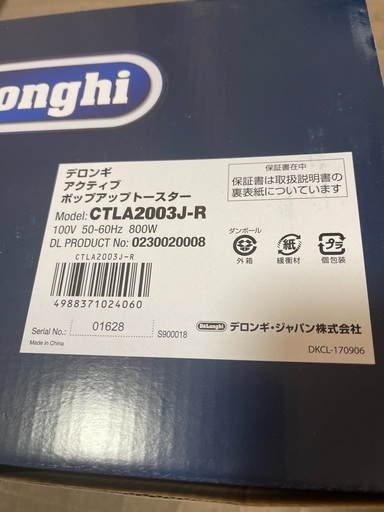 onghi
デロンギ
アクティブ
ポップアップトースター
Model: CTLA2003J-R
100V 50-60Hz 800W
DL PRODUCT No: 0230020008
CTLA2003J-R
4988371024060
Serial No.: 01628 S900018
Made in China
保証書在中
保証書は取扱説明書の
裏表紙についています
ダンボール
外箱
紙
緩衝材
プラ
個包装
DeLonghi デロンギ・ジャパン株式会社
DKCL-170906